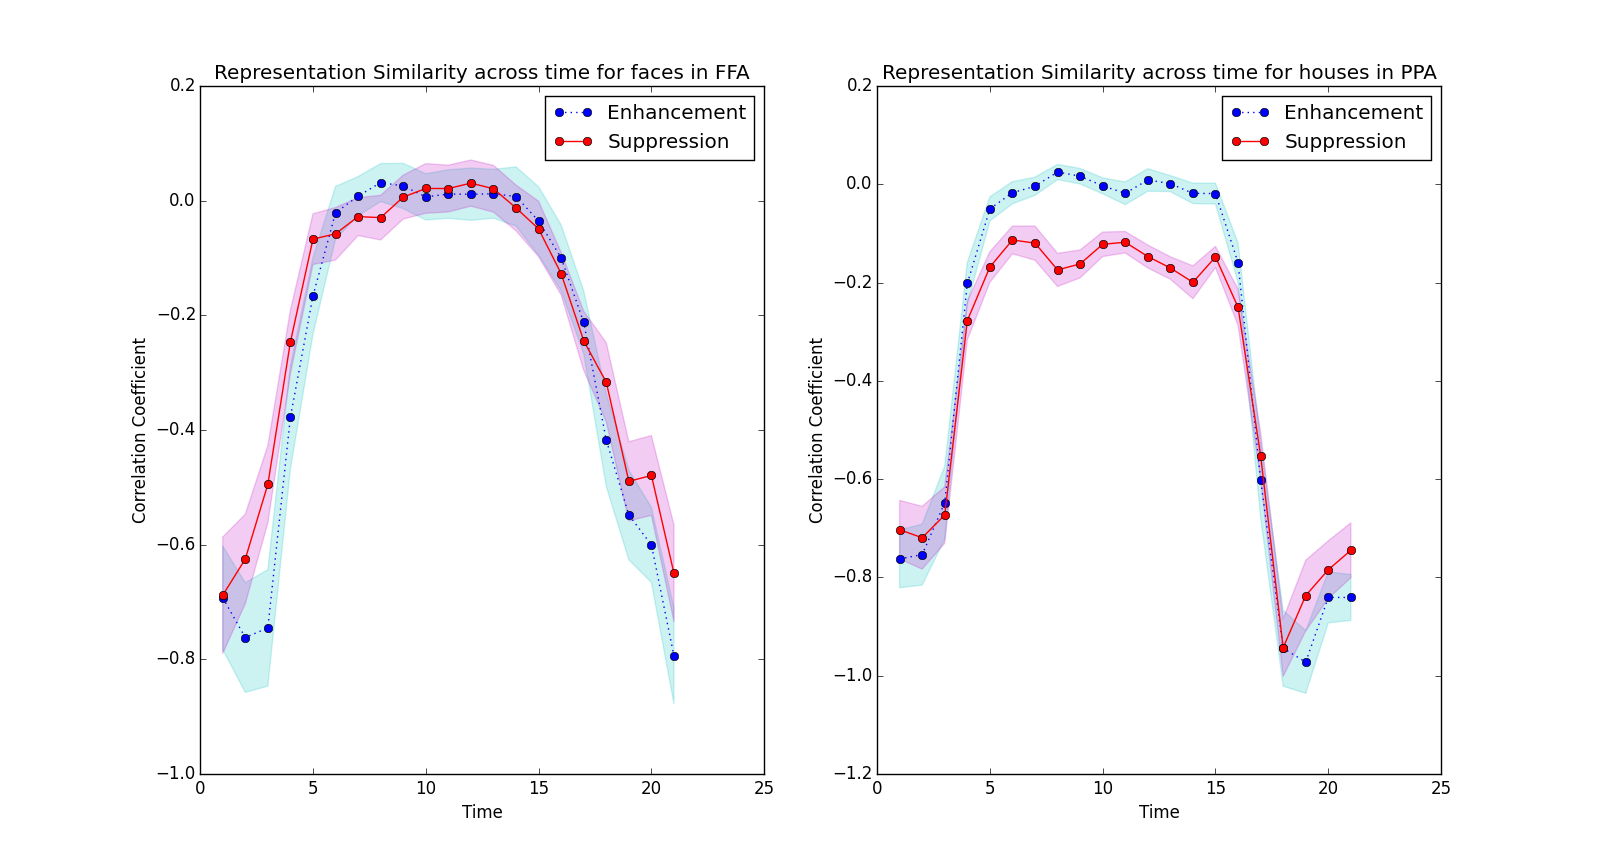 Representation Similarity across time for faces in FFA
Enhancement
Suppression
0.2
0.0
−0.2
−0.4
−0.6
−0.8
−1.0
Correlation Coefficient
0 5 10 15 20 25
Time
Representation Similarity across time for houses in PPA
Enhancement
Suppression
0.2
0.0
−0.2
−0.4
−0.6
−0.8
−1.0
−1.2
Correlation Coefficient
0 5 10 15 20 25
Time